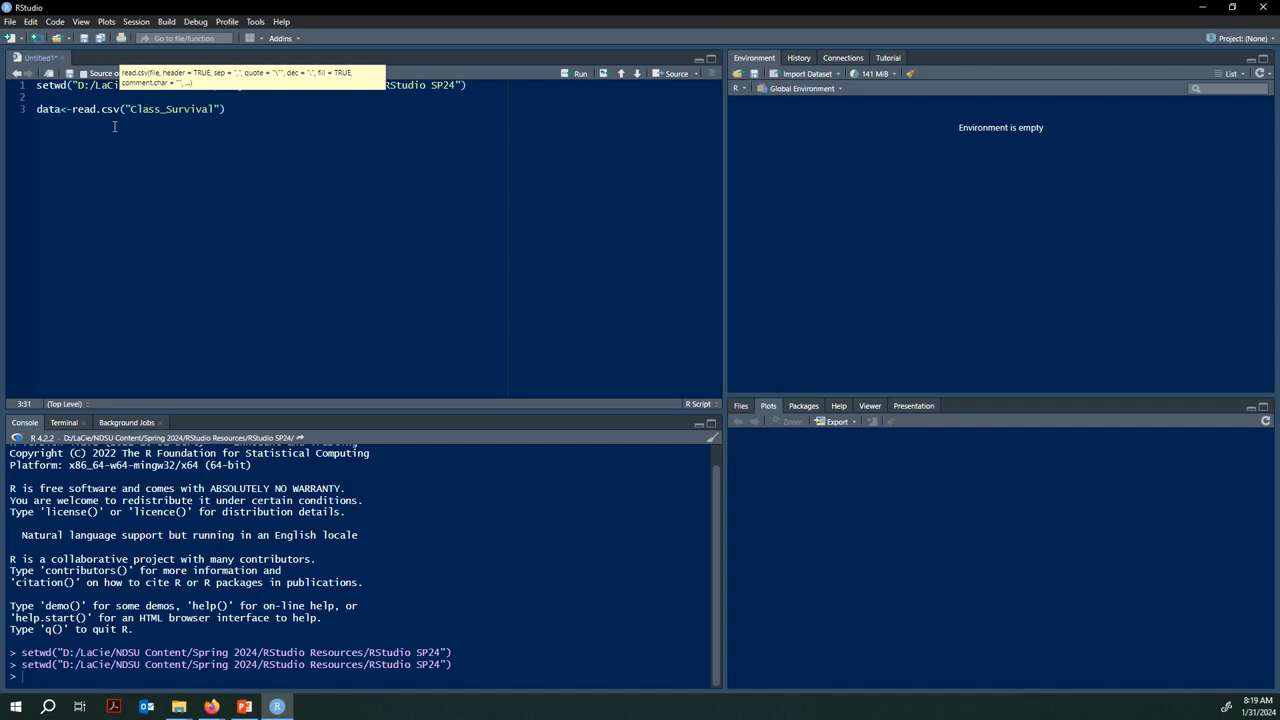 RStudio
File Edit Code View Plots Session Build Debug Profile Tools Help
Go to file/function Addins Project: (None)
Untitled1*
Source
read.csv(file, header = TRUE, sep = ",", quote = "\"", dec = ".", fill = TRUE,
comment.char = "", ...)
Run Source
1 setwd("D:/LaCie RStudio SP24")
2
3 data<-read.csv("Class_Survival")
3:31 (Top Level) R Script
Environment History Connections Tutorial
Import Dataset 141 MiB List
R Global Environment
Environment is empty
Console Terminal Background Jobs
R 4.2.2 · D:/LaCie/NDSU Content/Spring 2024/RStudio Resources/RStudio SP24/
Copyright (C) 2022 The R Foundation for Statistical Computing
Platform: x86_64-w64-mingw32/x64 (64-bit)
R is free software and comes with ABSOLUTELY NO WARRANTY.
You are welcome to redistribute it under certain conditions.
Type 'license()' or 'licence()' for distribution details.
Natural language support but running in an English locale
R is a collaborative project with many contributors.
Type 'contributors()' for more information and
'citation()' on how to cite R or R packages in publications.
Type 'demo()' for some demos, 'help()' for on-line help, or
'help.start()' for an HTML browser interface to help.
Type 'q()' to quit R.
> setwd("D:/LaCie/NDSU Content/Spring 2024/RStudio Resources/RStudio SP24")
> setwd("D:/LaCie/NDSU Content/Spring 2024/RStudio Resources/RStudio SP24")
>
Files Plots Packages Help Viewer Presentation
Zoom Export
8:19 AM
1/31/2024